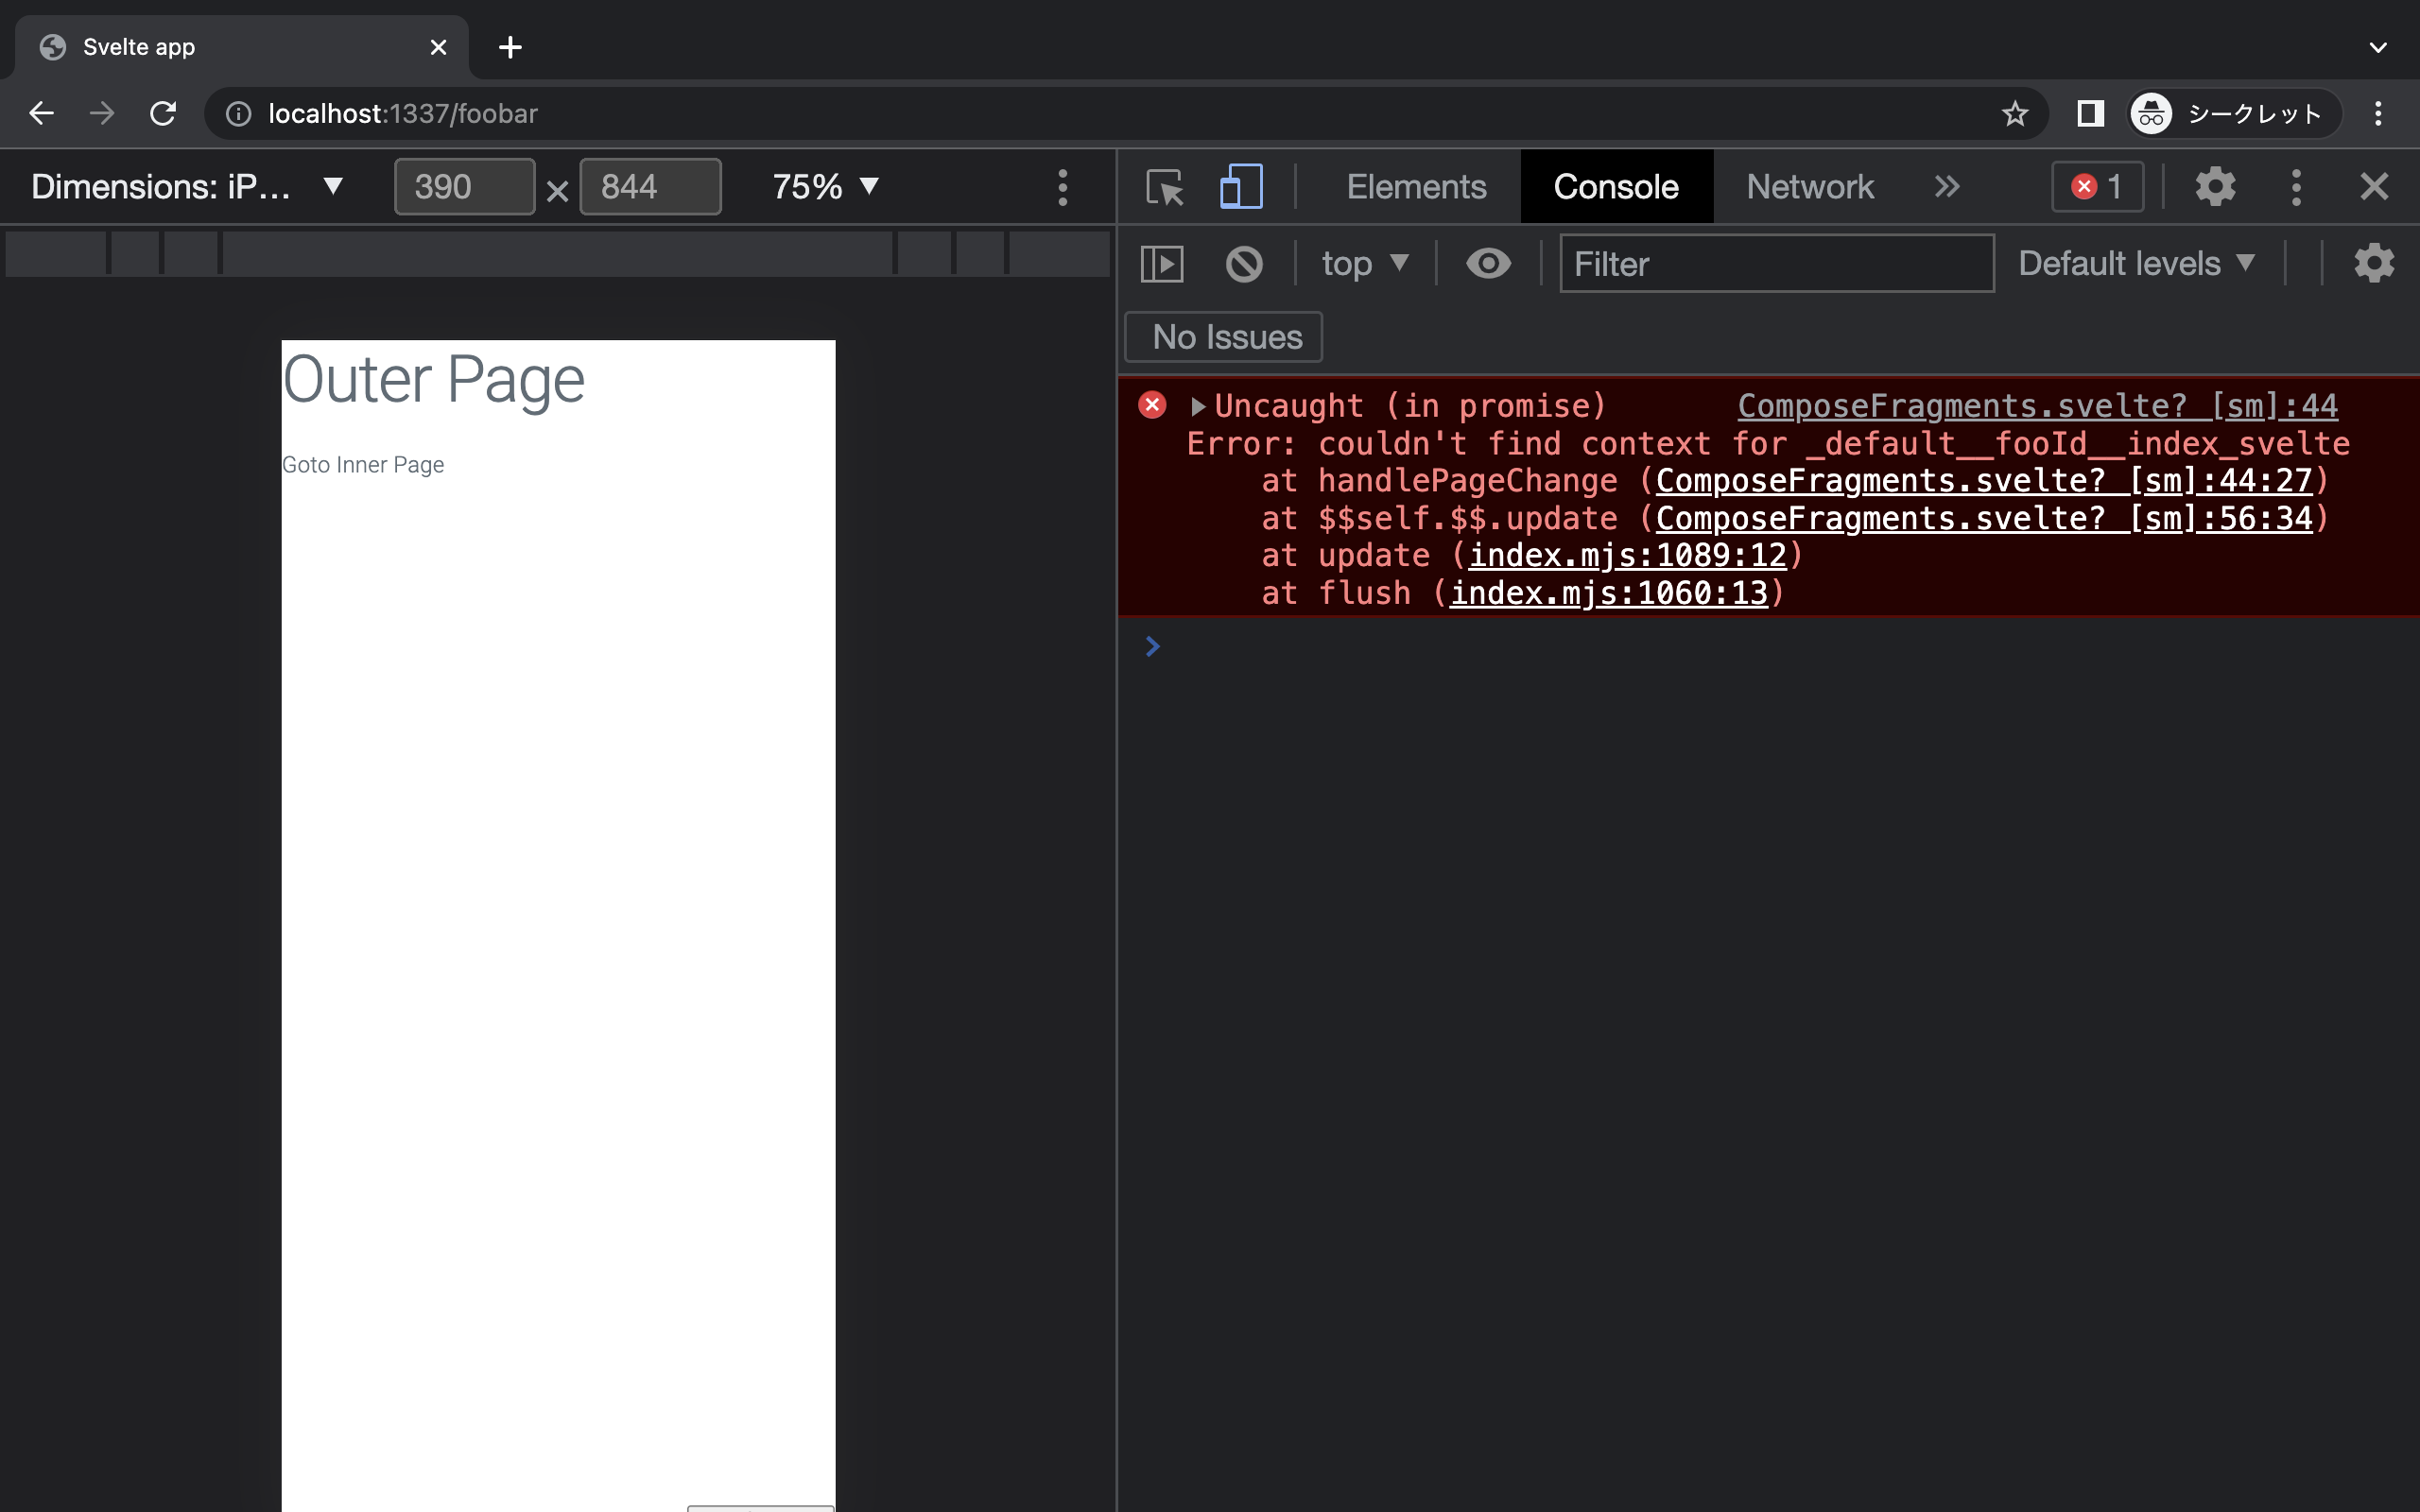 Svelte app
localhost:1337/foobar
シークレット
Dimensions: iP... ▼ 390 × 844 75% ▼
Elements Console Network 1
top ▼ Filter Default levels ▼
No Issues
Outer Page
Goto Inner Page
Uncaught (in promise) ComposeFragments.svelte? [sm]:44
Error: couldn't find context for _default__fooId__index_svelte
at handlePageChange (ComposeFragments.svelte? [sm]:44:27)
at $$self.$$.update (ComposeFragments.svelte? [sm]:56:34)
at update (index.mjs:1089:12)
at flush (index.mjs:1060:13)